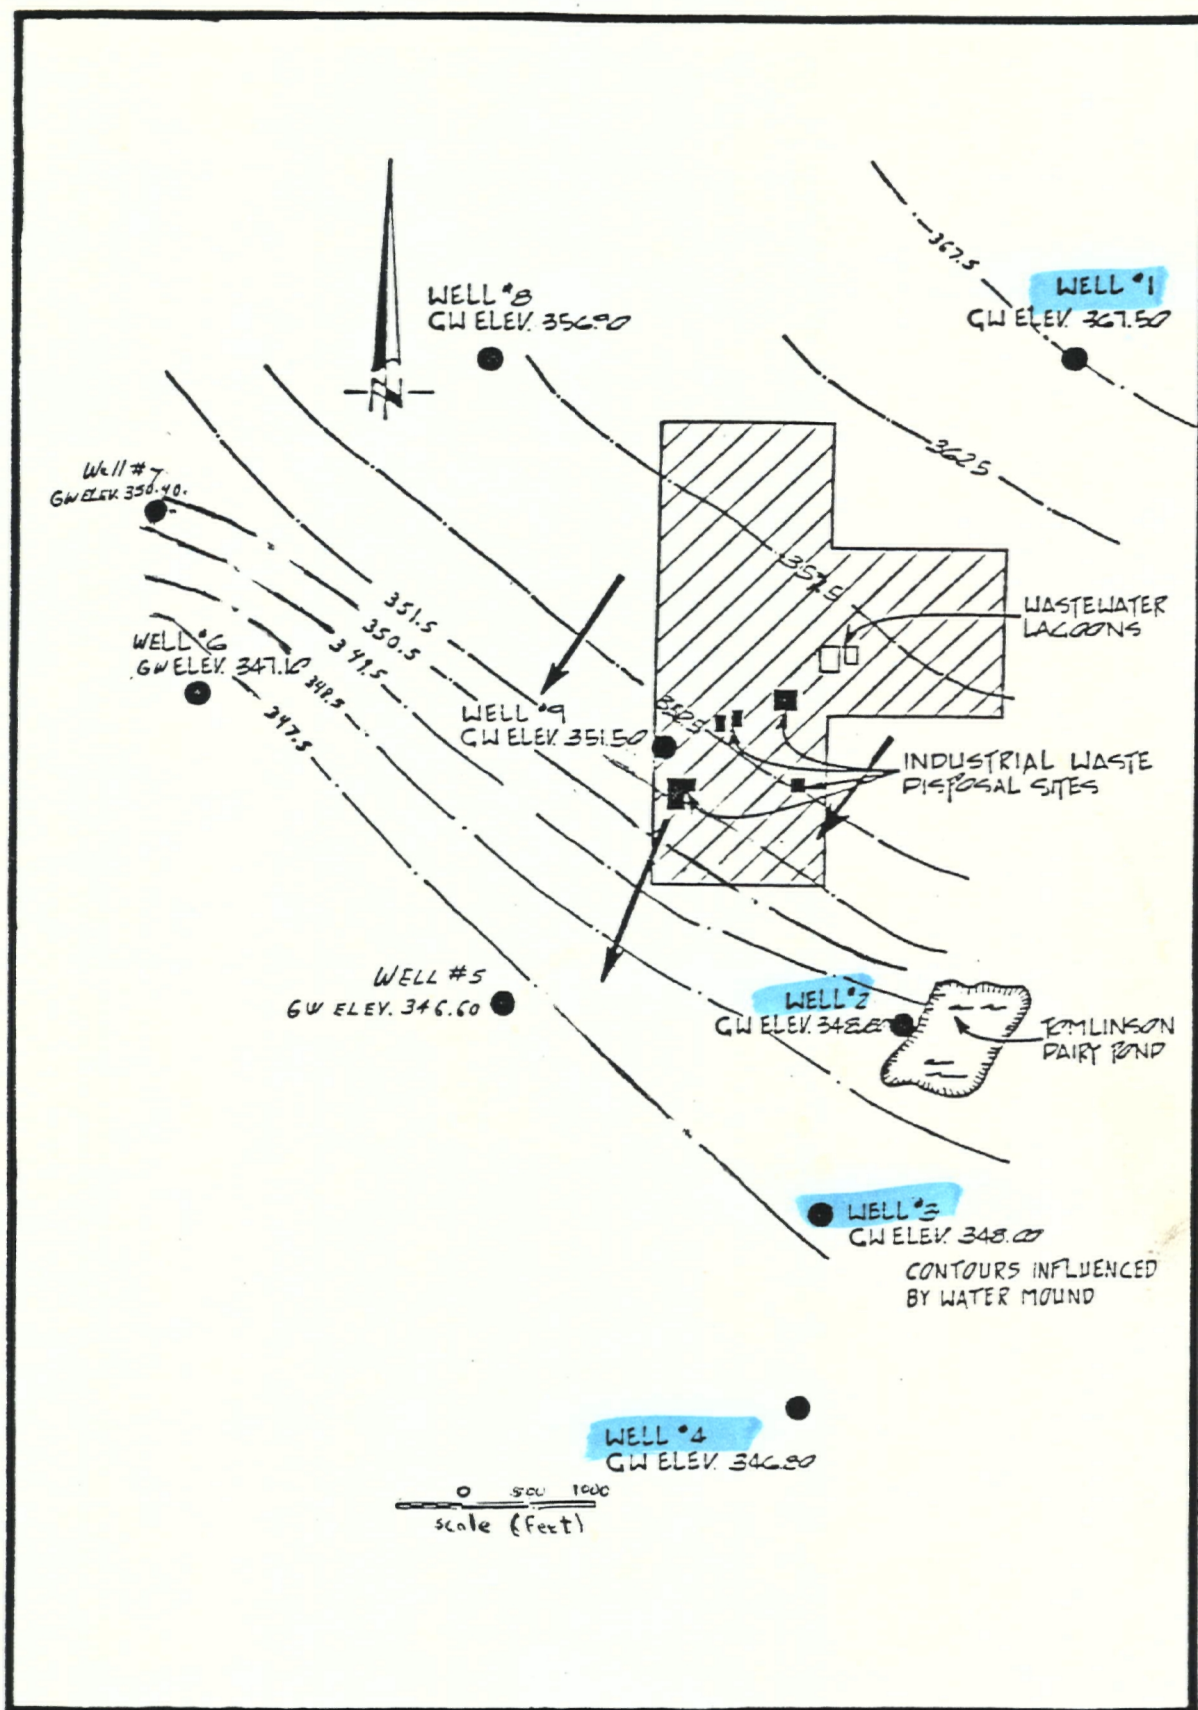 367.5
WELL #1
GW ELEV. 367.50
WELL #8
GW ELEV. 356.90
362.5
Well #7
GW ELEV. 350.40
357.5
WASTEWATER
LAGOONS
351.5
350.5
349.5
348.5
347.5
WELL #6
GW ELEV. 347.10
WELL #9
GW ELEV. 351.50
INDUSTRIAL WASTE
DISPOSAL SITES
WELL #5
GW ELEV. 346.60
WELL #2
GW ELEV.
TOMLINSON
DAIRY POND
WELL #3
GW ELEV. 348.00
CONTOURS INFLUENCED
BY WATER MOUND
WELL #4
GW ELEV.
0 500 1000
scale (feet)